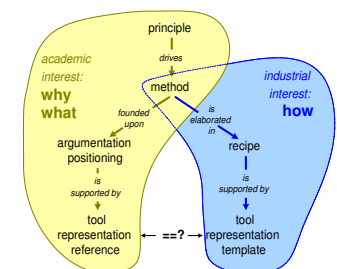 principle
academic
interest:
why
what
drives
method
industrial
interest:
how
founded
upon
is
elaborated
in
argumentation
positioning
recipe
is
supported by
is
supported by
tool
representation
reference
==?
tool
representation
template